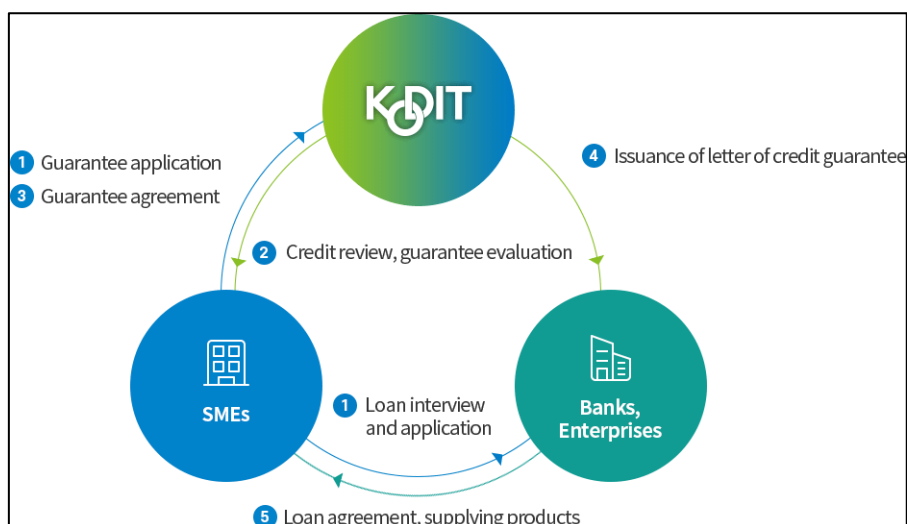 KODIT
1 Guarantee application
3 Guarantee agreement
4 Issuance of letter of credit guarantee
2 Credit review, guarantee evaluation
SMEs
1 Loan interview
and application
Banks,
Enterprises
5 Loan agreement, supplying products